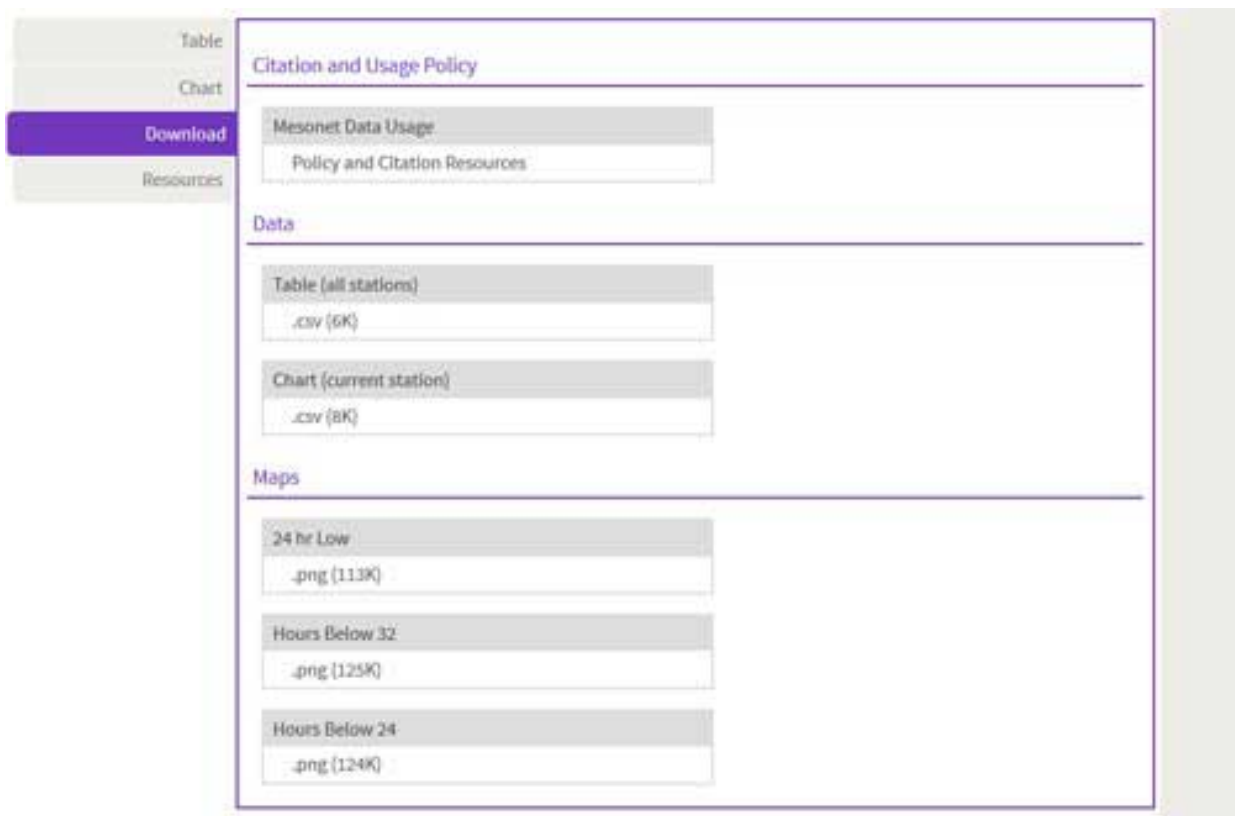 Table
Chart
Download
Resources
Citation and Usage Policy
Mesonet Data Usage
Policy and Citation Resources
Data
Table (all stations)
.csv (6K)
Chart (current station)
.csv (8K)
Maps
24 hr Low
.png (113K)
Hours Below 32
.png (125K)
Hours Below 24
.png (124K)